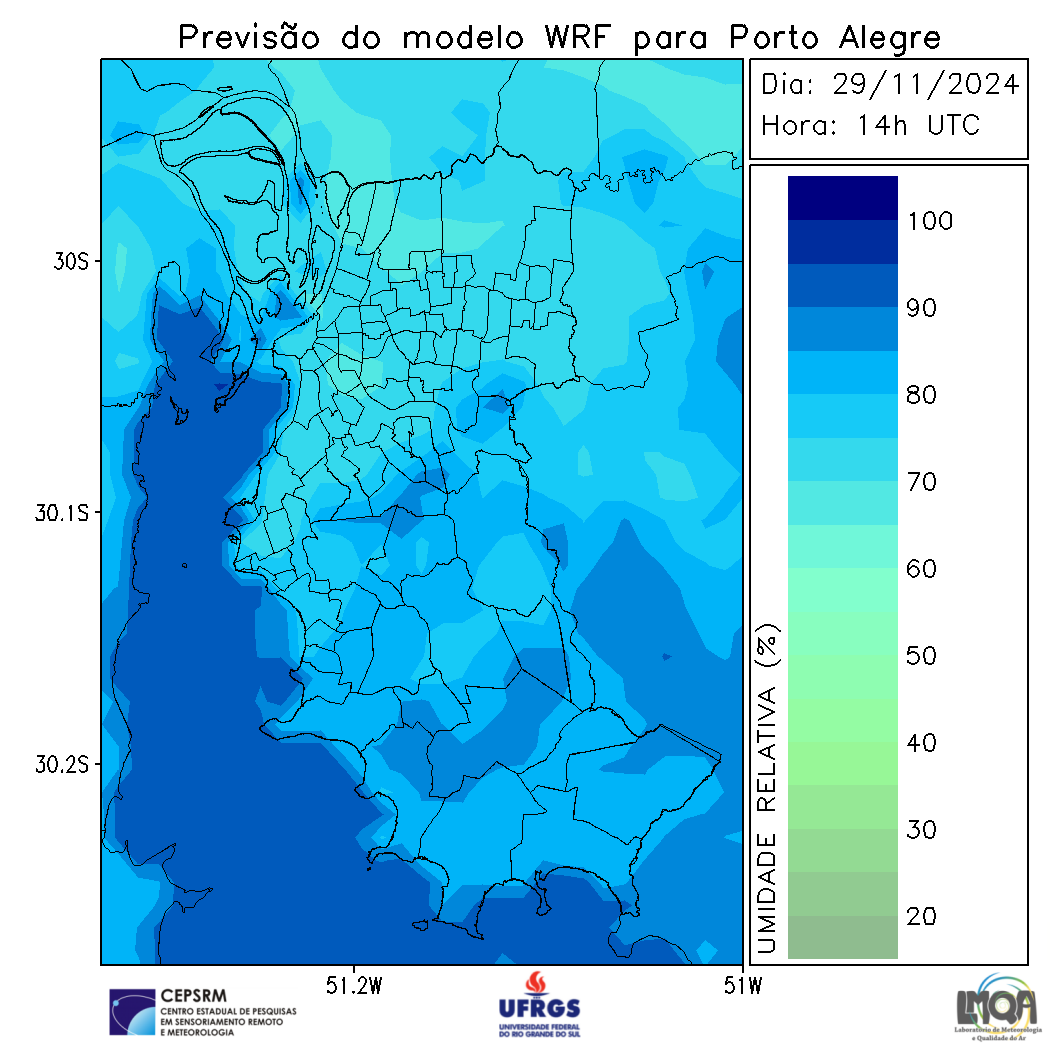 Previsão do modelo WRF para Porto Alegre
Dia: 29/11/2024
Hora: 14h UTC
30S
30.1S
30.2S
51.2W
51W
100
90
80
70
60
50
40
30
20
UMIDADE RELATIVA (%)
CEPSRM
CENTRO ESTADUAL DE PESQUISAS
EM SENSORIAMENTO REMOTO
E METEOROLOGIA
UFRGS
UNIVERSIDADE FEDERAL
DO RIO GRANDE DO SUL
LMQA
Laboratório de Meteorologia
e Qualidade do Ar